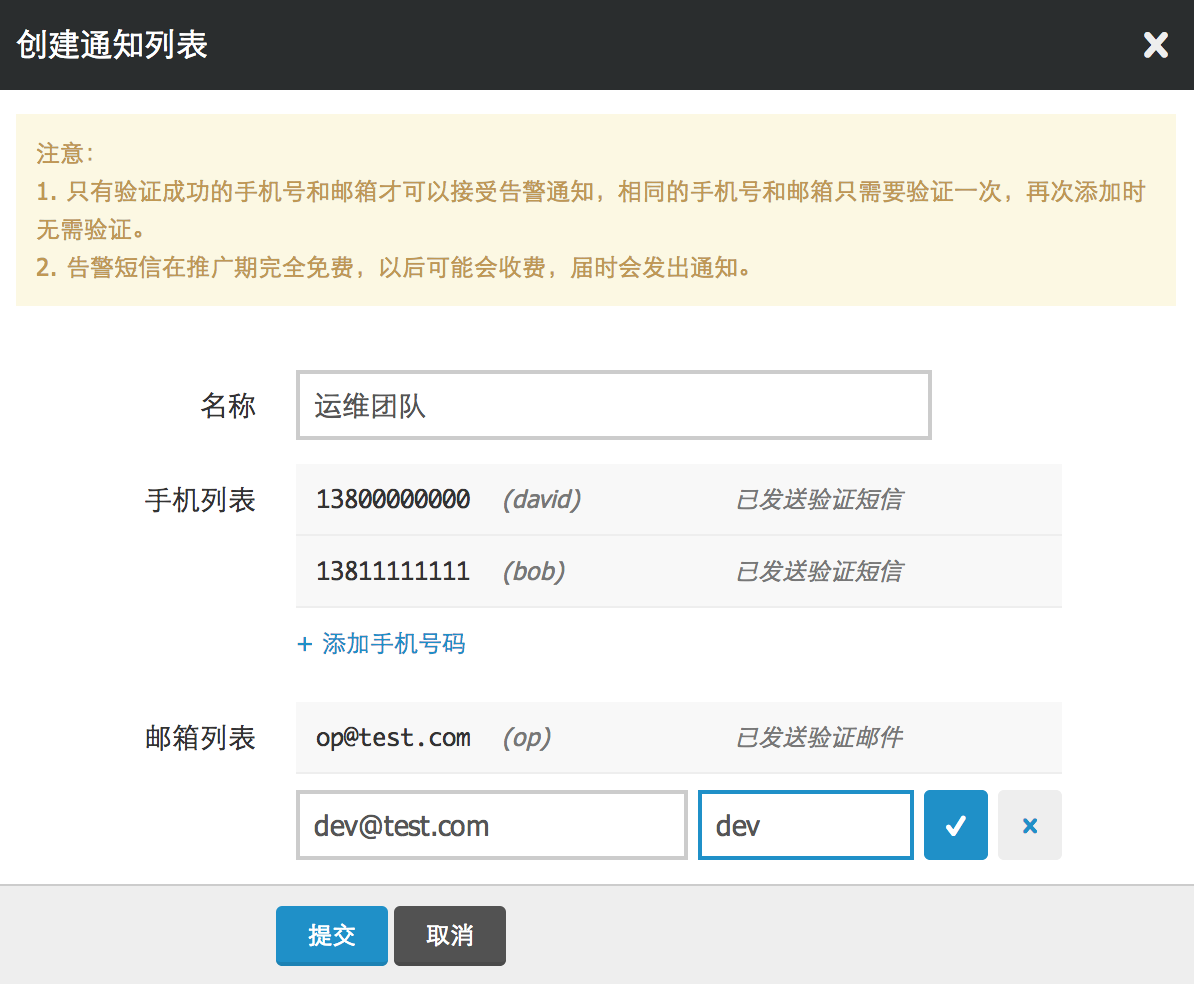 创建通知列表
注意：
1. 只有验证成功的手机号和邮箱才可以接受告警通知，相同的手机号和邮箱只需要验证一次，再次添加时
无需验证。
2. 告警短信在推广期完全免费，以后可能会收费，届时会发出通知。
名称 运维团队
手机列表 13800000000 (david) 已发送验证短信
13811111111 (bob) 已发送验证短信
+ 添加手机号码
邮箱列表 op@test.com (op) 已发送验证邮件
dev@test.com dev
提交 取消